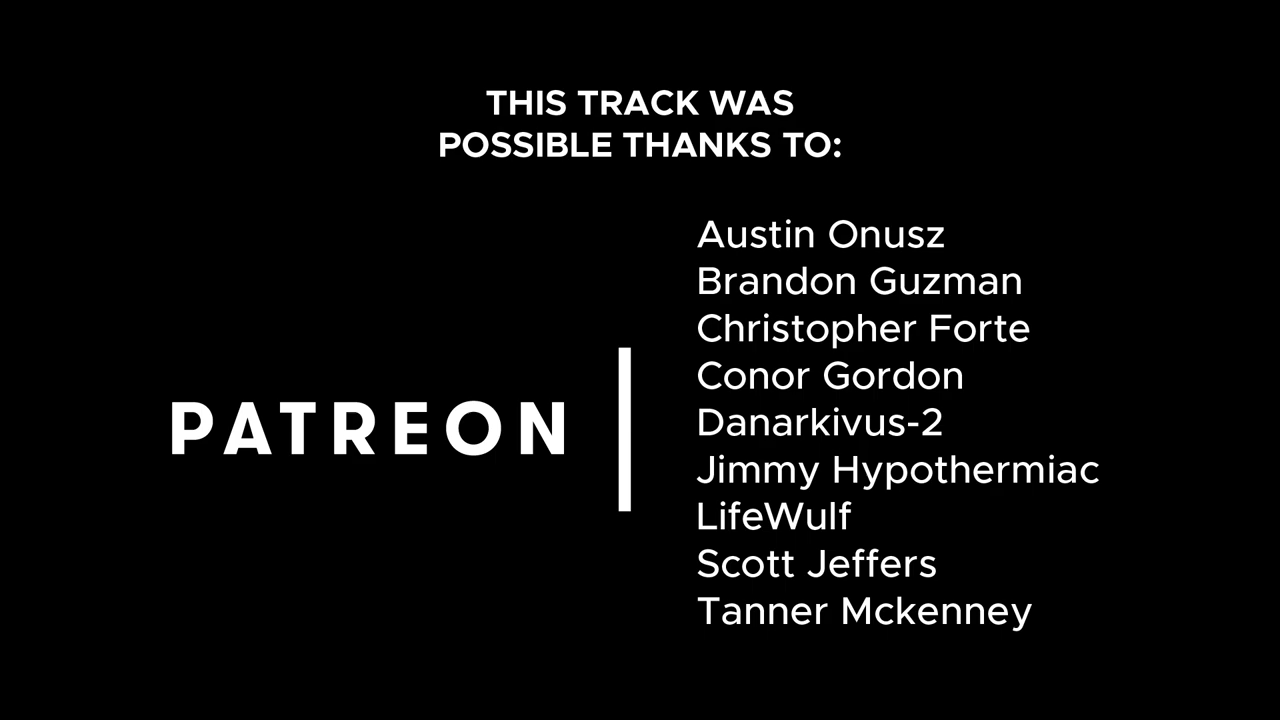 THIS TRACK WAS
POSSIBLE THANKS TO:
PATREON
Austin Onusz
Brandon Guzman
Christopher Forte
Conor Gordon
Danarkivus-2
Jimmy Hypothermiac
LifeWulf
Scott Jeffers
Tanner Mckenney